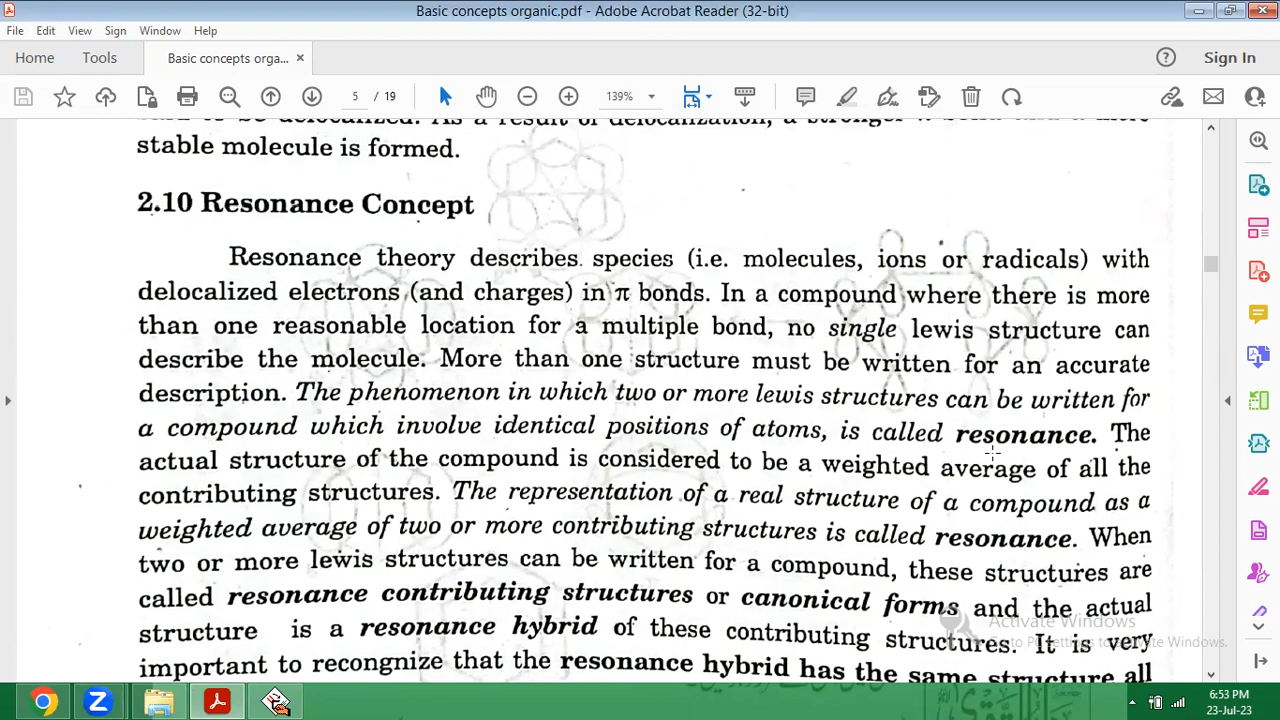 Basic concepts organic.pdf - Adobe Acrobat Reader (32-bit)
File Edit View Sign Window Help
Home Tools Basic concepts orga... × Sign In
5 / 19 139%
stable molecule is formed.
2.10 Resonance Concept
Resonance theory describes species (i.e. molecules, ions or radicals) with
delocalized electrons (and charges) in π bonds. In a compound where there is more
than one reasonable location for a multiple bond, no single lewis structure can
describe the molecule. More than one structure must be written for an accurate
description. The phenomenon in which two or more lewis structures can be written for
a compound which involve identical positions of atoms, is called resonance. The
actual structure of the compound is considered to be a weighted average of all the
contributing structures. The representation of a real structure of a compound as a
weighted average of two or more contributing structures is called resonance. When
two or more lewis structures can be written for a compound, these structures are
called resonance contributing structures or canonical forms and the actual
structure is a resonance hybrid of these contributing structures. It is very
important to recognize that the resonance hybrid has the same structure all
Activate Windows
Go to PC settings to activate Windows.
6:53 PM
23-Jul-23